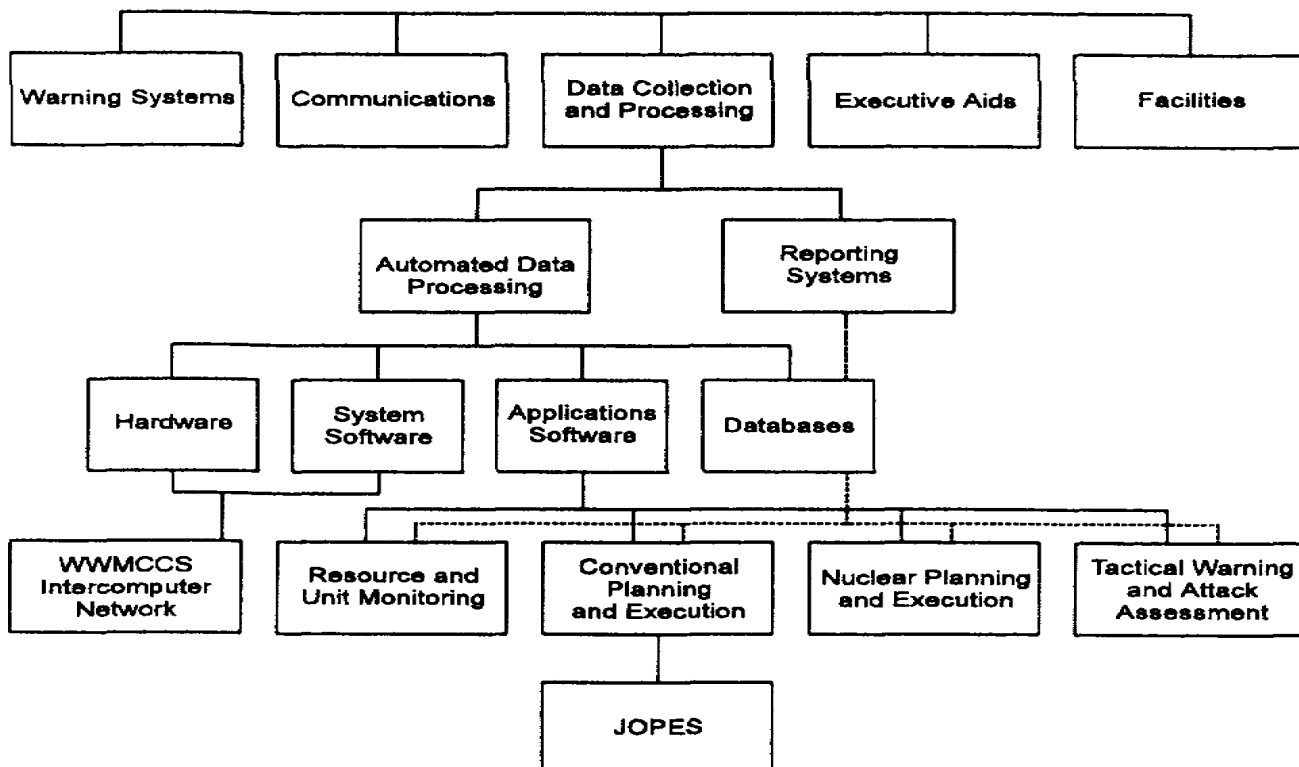 Warning Systems
Communications
Data Collection
and Processing
Executive Aids
Facilities
Automated Data
Processing
Reporting
Systems
Hardware
System
Software
Applications
Software
Databases
WWMCCS
Intercomputer
Network
Resource and
Unit Monitoring
Conventional
Planning
and Execution
Nuclear Planning
and Execution
Tactical Warning
and Attack
Assessment
JOPES